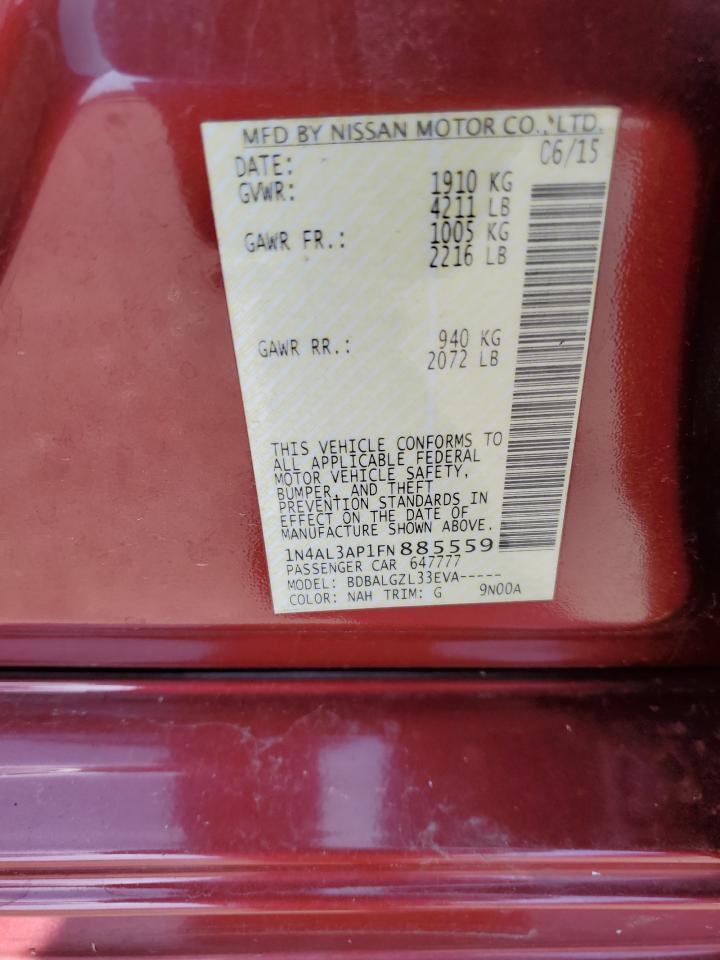 MFD BY NISSAN MOTOR CO., LTD.
DATE: 06/15
GVWR: 1910 KG
4211 LB
GAWR FR.: 1005 KG
2216 LB
GAWR RR.: 940 KG
2072 LB
THIS VEHICLE CONFORMS TO
ALL APPLICABLE FEDERAL
MOTOR VEHICLE SAFETY,
BUMPER, AND THEFT
PREVENTION STANDARDS IN
EFFECT ON THE DATE OF
MANUFACTURE SHOWN ABOVE.
1N4AL3AP1FN885559
PASSENGER CAR 647777
MODEL: BDBALGZL33EVA-----
COLOR: NAH TRIM: G 9N00A